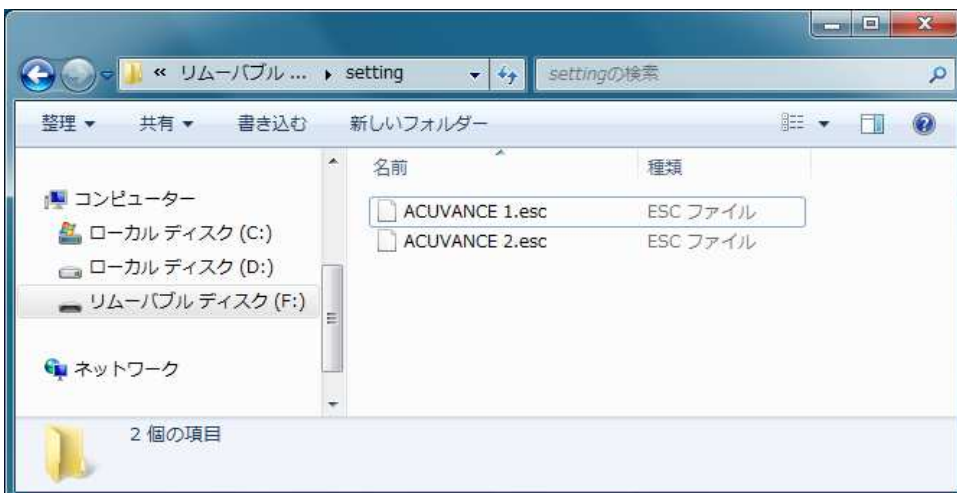 « リムーバブル ... ▸ setting
settingの検索
整理 ▼ 共有 ▼ 書き込む 新しいフォルダー
名前 種類
コンピューター
ローカル ディスク (C:)
ローカル ディスク (D:)
リムーバブル ディスク (F:)
ネットワーク
ACUVANCE 1.esc ESC ファイル
ACUVANCE 2.esc ESC ファイル
2 個の項目